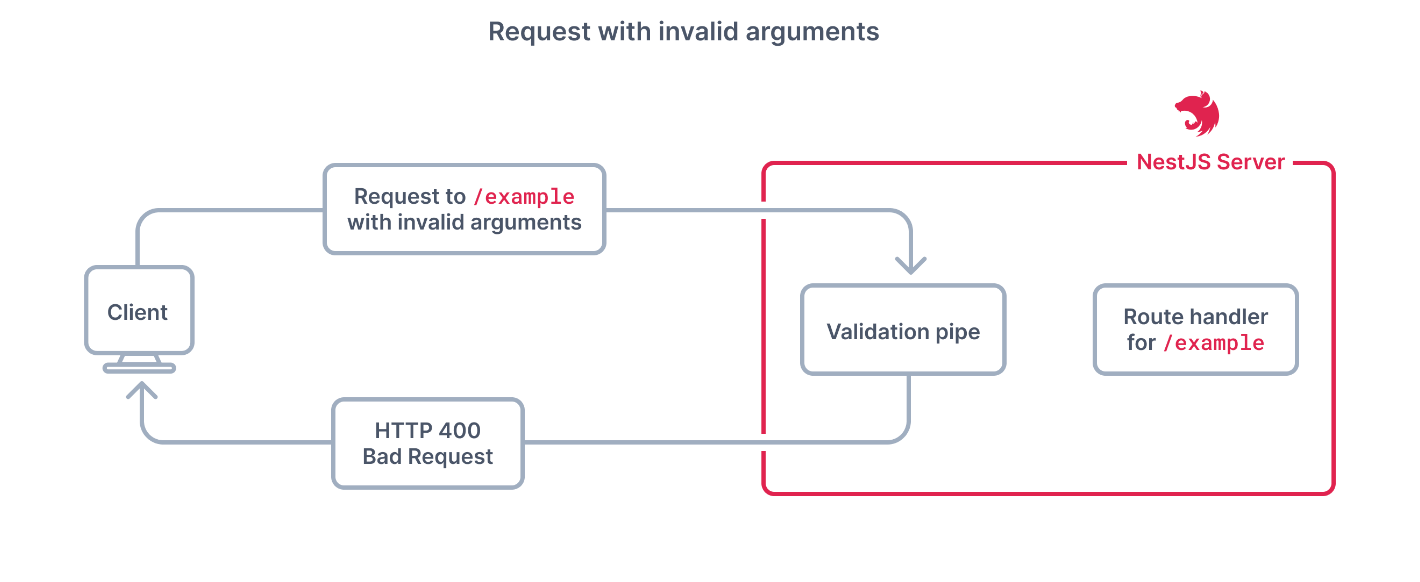 Request with invalid arguments
NestJS Server
Request to /example
with invalid arguments
Client
Validation pipe
Route handler
for /example
HTTP 400
Bad Request